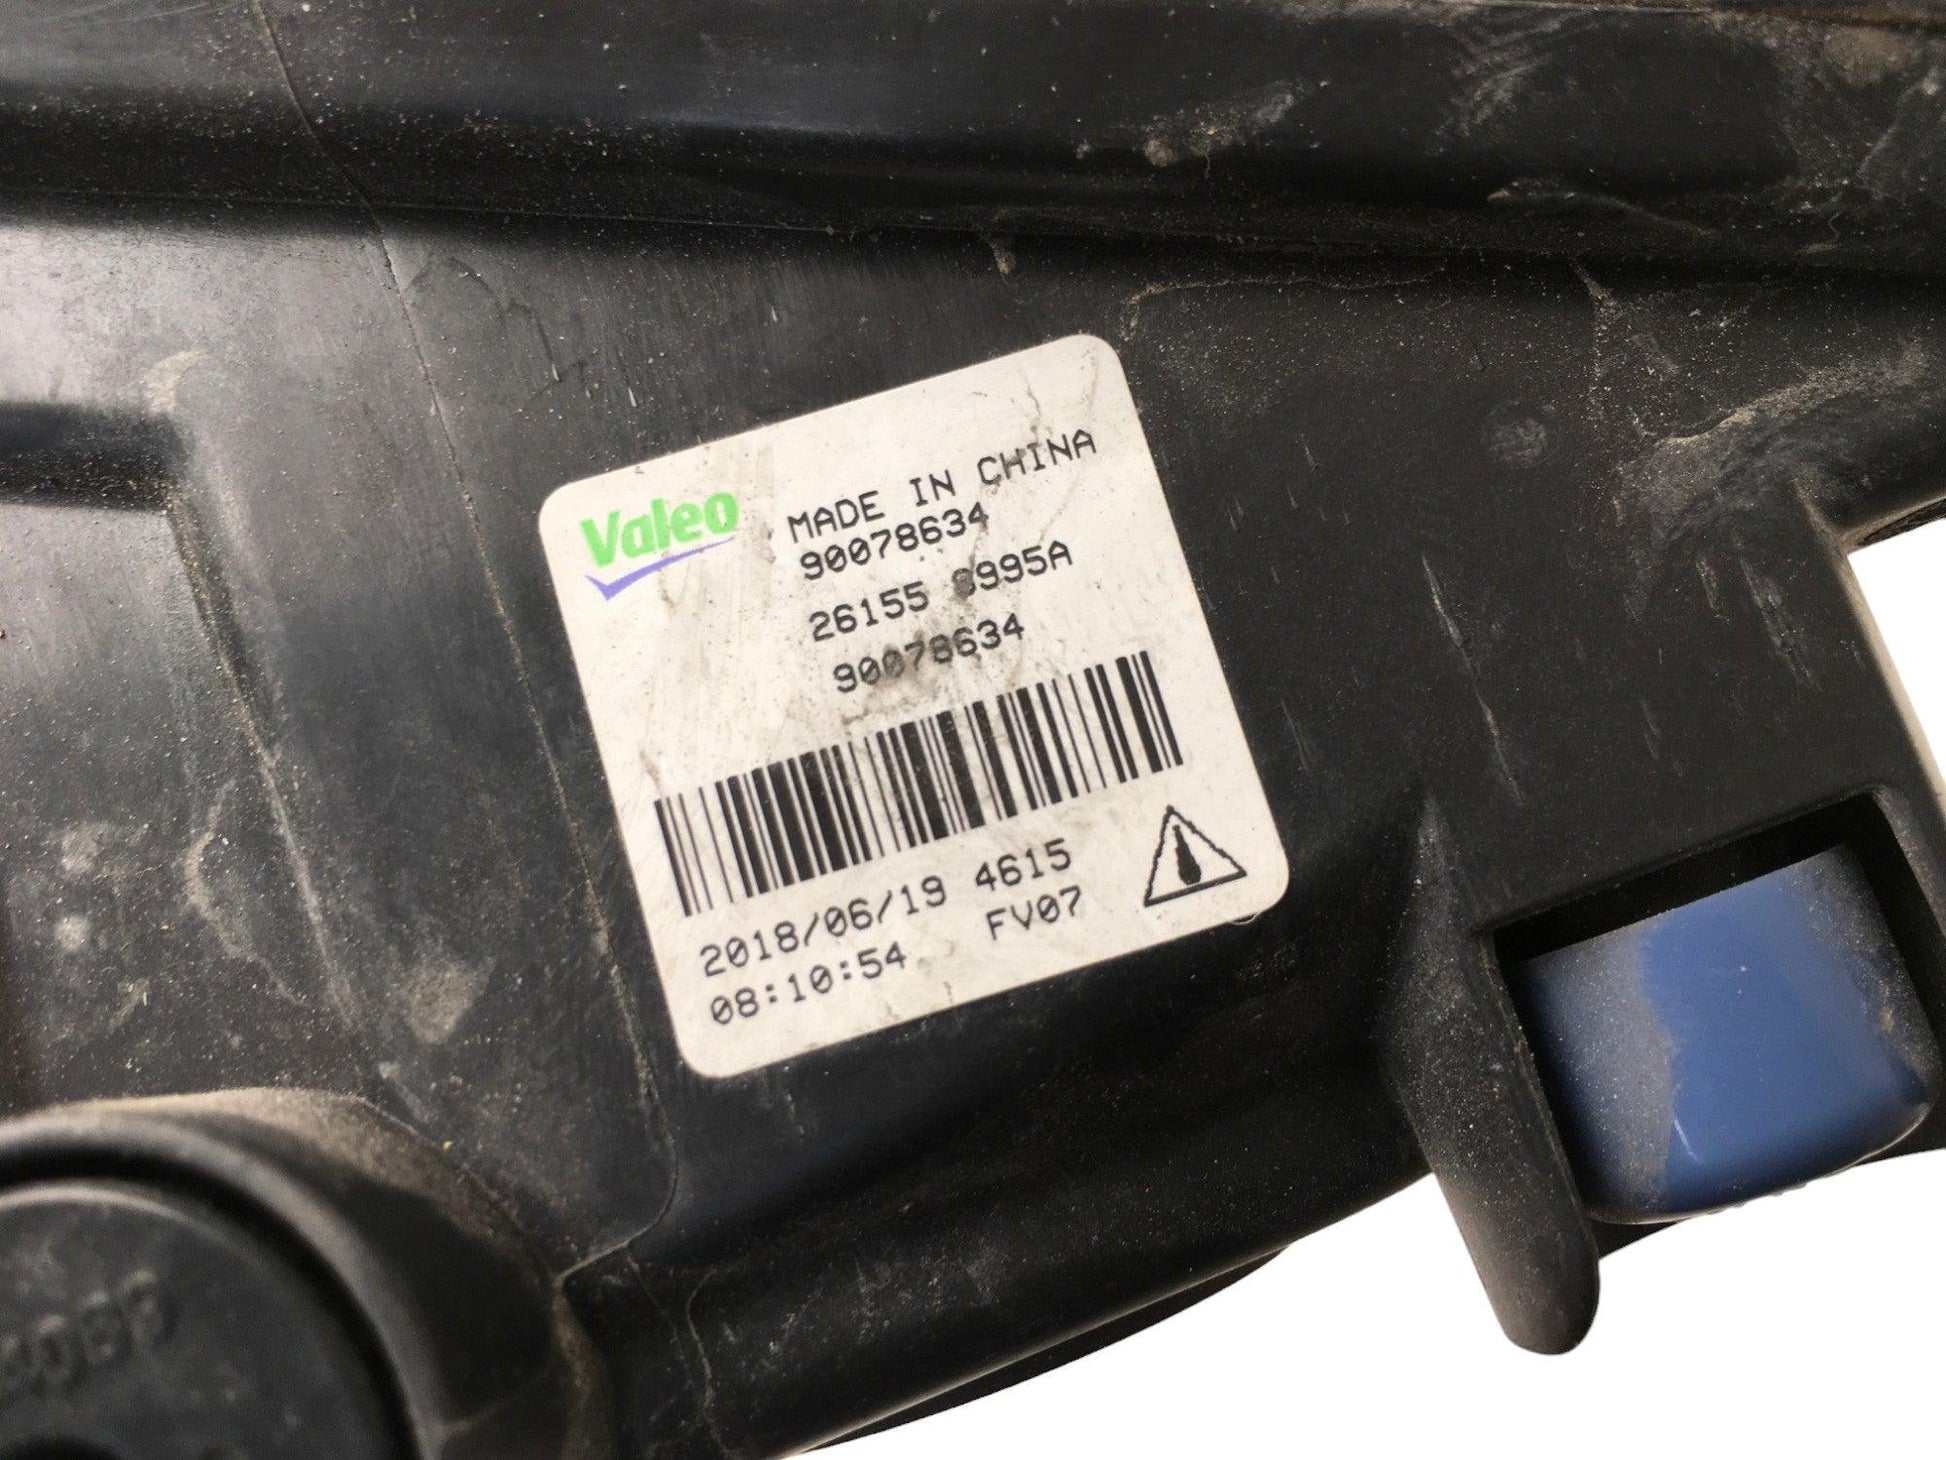 Valeo
MADE IN CHINA
90078634
26155 8995A
90078634
2018/06/19 4615
08:10:54 FV07